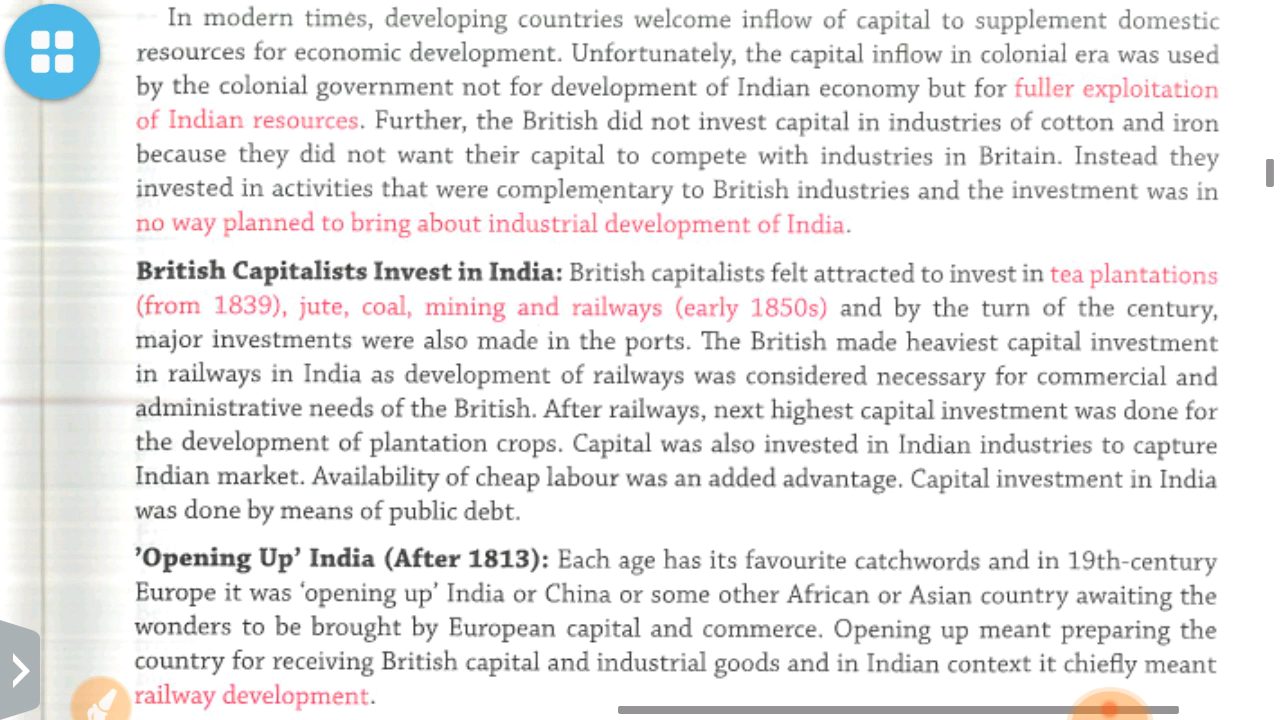 In modern times, developing countries welcome inflow of capital to supplement domestic
resources for economic development. Unfortunately, the capital inflow in colonial era was used
by the colonial government not for development of Indian economy but for fuller exploitation
of Indian resources. Further, the British did not invest capital in industries of cotton and iron
because they did not want their capital to compete with industries in Britain. Instead they
invested in activities that were complementary to British industries and the investment was in
no way planned to bring about industrial development of India.
British Capitalists Invest in India: British capitalists felt attracted to invest in tea plantations
(from 1839), jute, coal, mining and railways (early 1850s) and by the turn of the century,
major investments were also made in the ports. The British made heaviest capital investment
in railways in India as development of railways was considered necessary for commercial and
administrative needs of the British. After railways, next highest capital investment was done for
the development of plantation crops. Capital was also invested in Indian industries to capture
Indian market. Availability of cheap labour was an added advantage. Capital investment in India
was done by means of public debt.
’Opening Up’ India (After 1813): Each age has its favourite catchwords and in 19th-century
Europe it was ‘opening up’ India or China or some other African or Asian country awaiting the
wonders to be brought by European capital and commerce. Opening up meant preparing the
country for receiving British capital and industrial goods and in Indian context it chiefly meant
railway development.